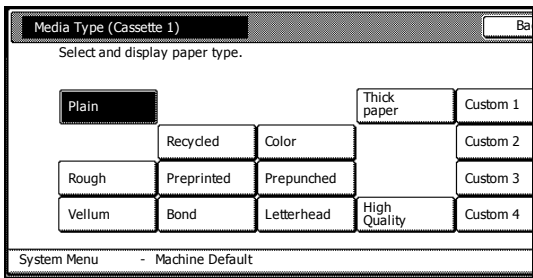 Media Type (Cassette 1)
Ba
Select and display paper type.
Plain
Thick
paper
Custom 1
Recycled
Color
Custom 2
Rough
Preprinted
Prepunched
Custom 3
Vellum
Bond
Letterhead
High
Quality
Custom 4
System Menu - Machine Default